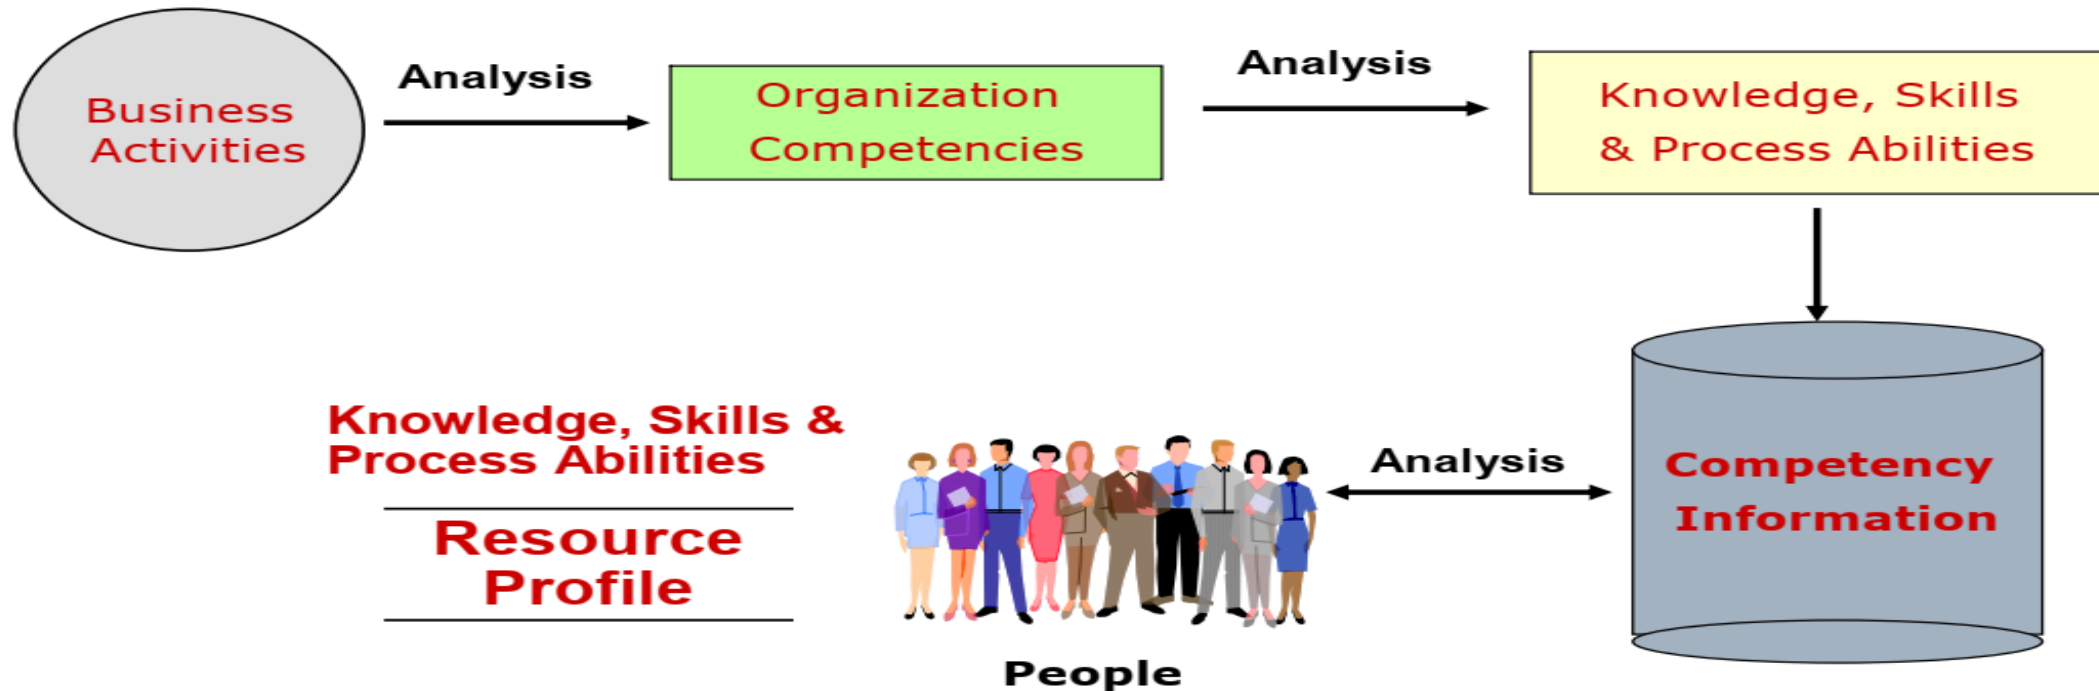 Business
Activities
Analysis
Organization
Competencies
Analysis
Knowledge, Skills
& Process Abilities
Knowledge, Skills &
Process Abilities
Resource
Profile
People
Analysis
Competency
Information